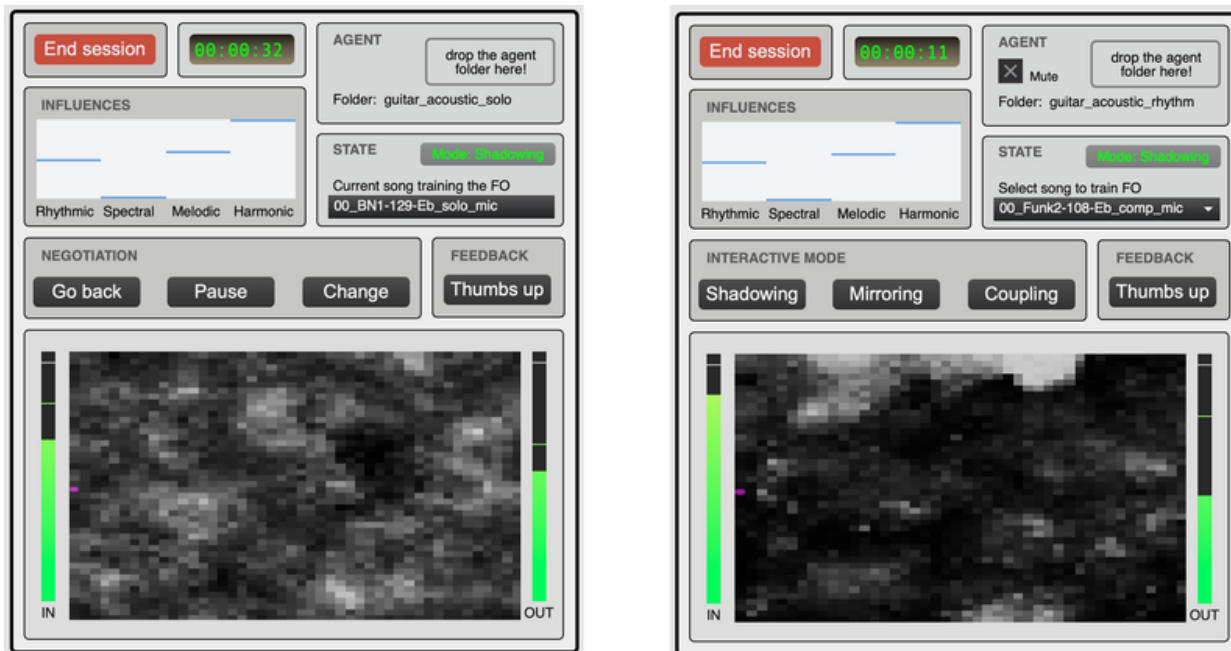 End session
00:00:32
AGENT
drop the agent
folder here!
Folder: guitar_acoustic_solo
INFLUENCES
Rhythmic Spectral Melodic Harmonic
STATE
Mode: Shadowing
Current song training the FO
00_BN1-129-Eb_solo_mic
NEGOTIATION
Go back Pause Change
FEEDBACK
Thumbs up
IN
OUT
End session
00:00:11
AGENT
Mute
drop the agent
folder here!
Folder: guitar_acoustic_rhythm
INFLUENCES
Rhythmic Spectral Melodic Harmonic
STATE
Mode: Shadowing
Select song to train FO
00_Funk2-108-Eb_comp_mic
INTERACTIVE MODE
Shadowing Mirroring Coupling
FEEDBACK
Thumbs up
IN
OUT